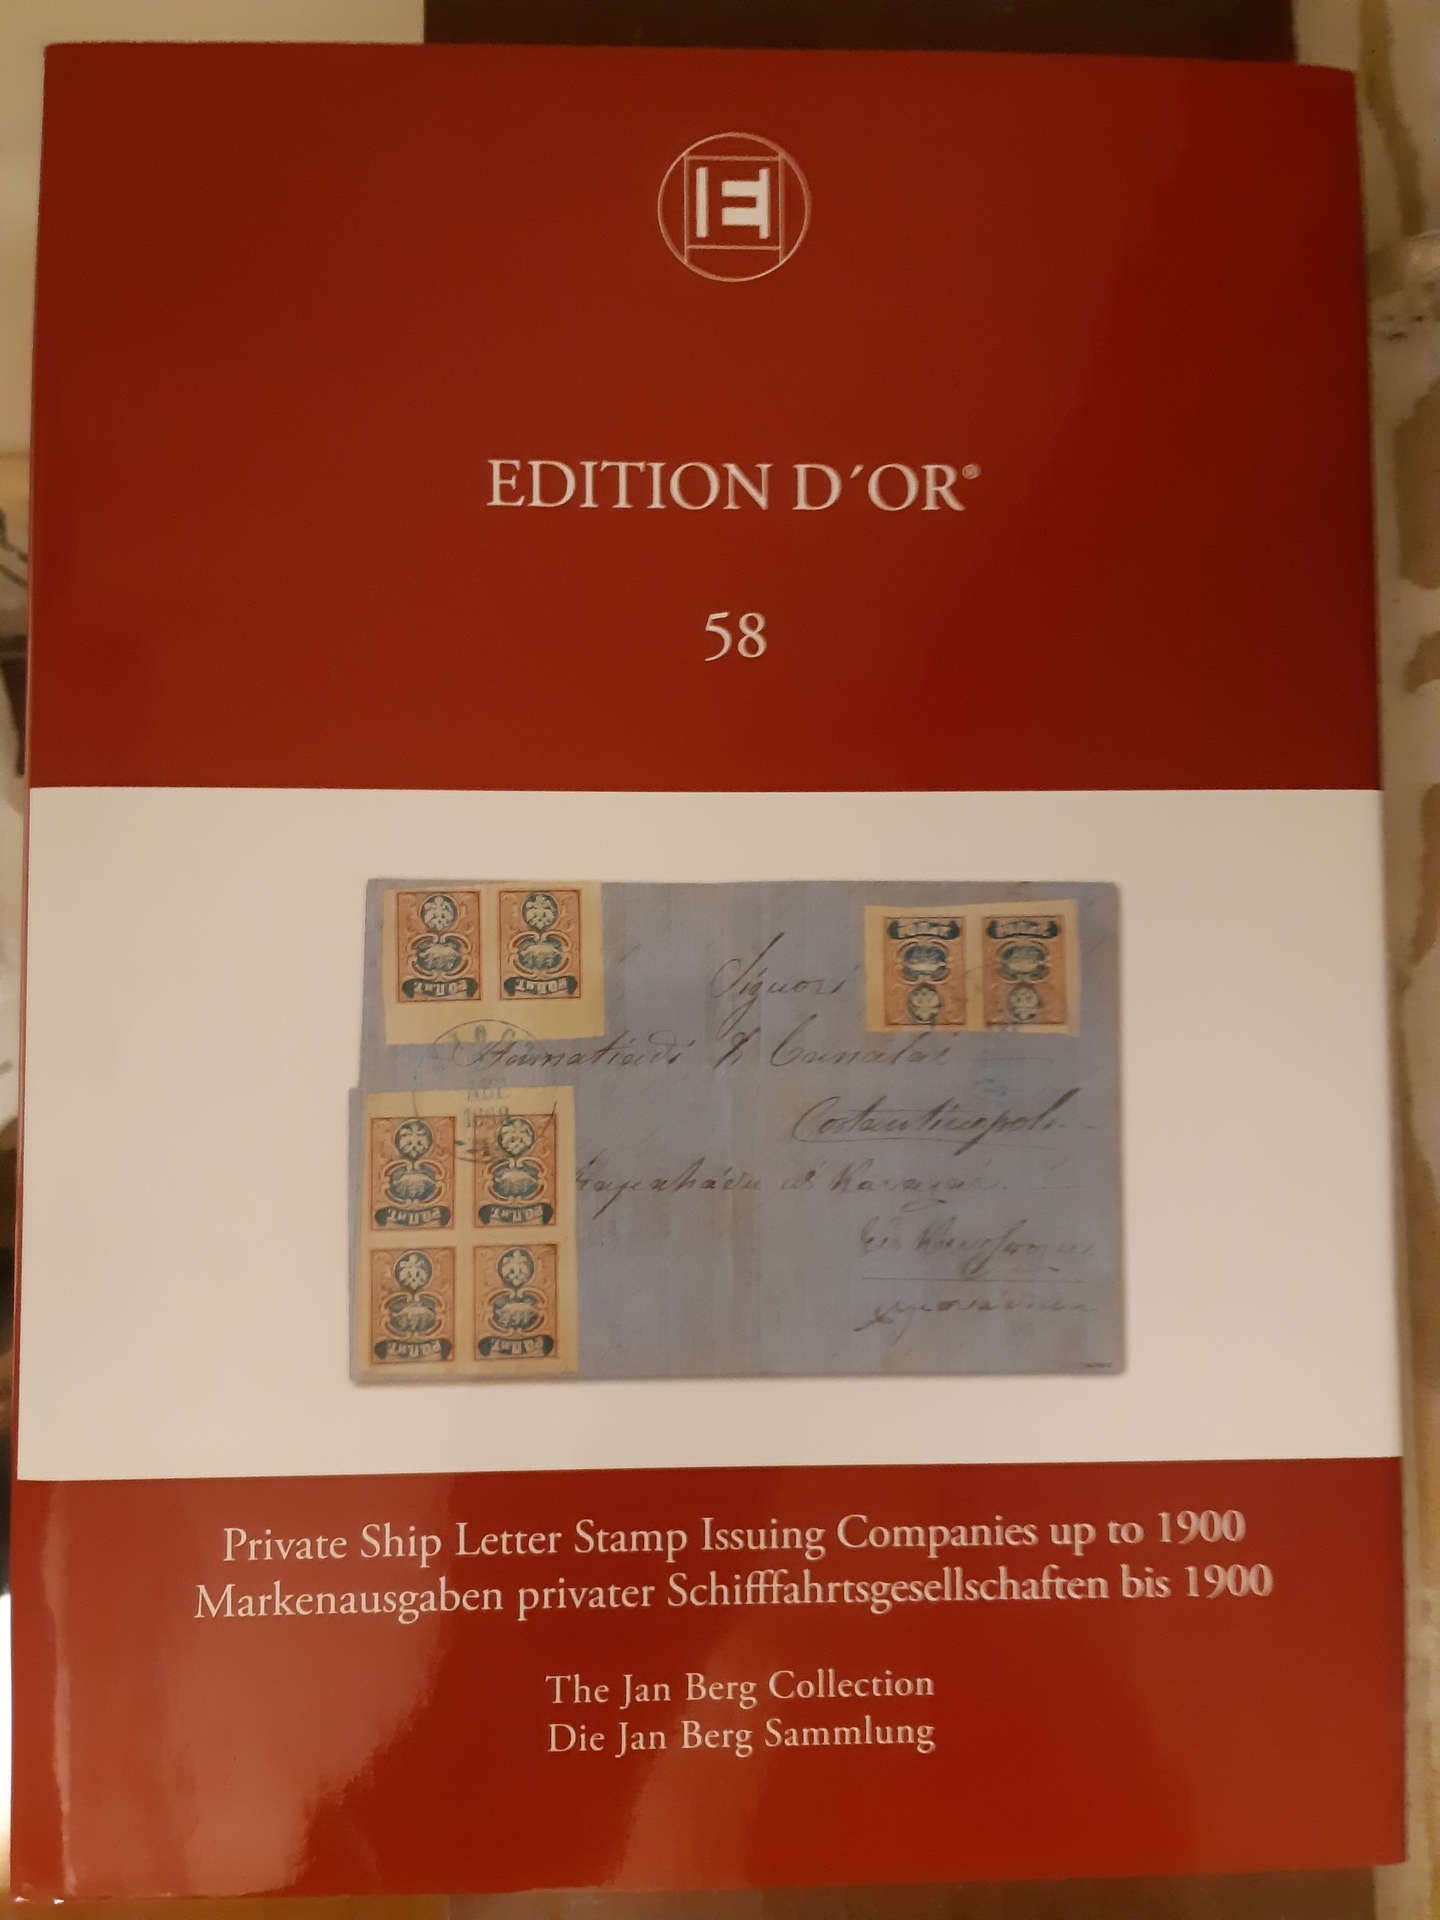 E
EDITION D´OR®
58
Signori
Costantinopoli
1868
Private Ship Letter Stamp Issuing Companies up to 1900
Markenausgaben privater Schifffahrtsgesellschaften bis 1900
The Jan Berg Collection
Die Jan Berg Sammlung